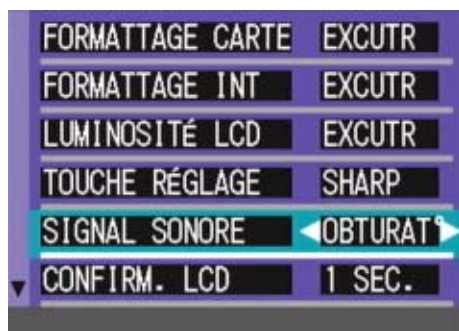 FORMATTAGE CARTE EXCUTR
FORMATTAGE INT EXCUTR
LUMINOSITÉ LCD EXCUTR
TOUCHE RÉGLAGE SHARP
SIGNAL SONORE OBTURAT°
CONFIRM. LCD 1 SEC.